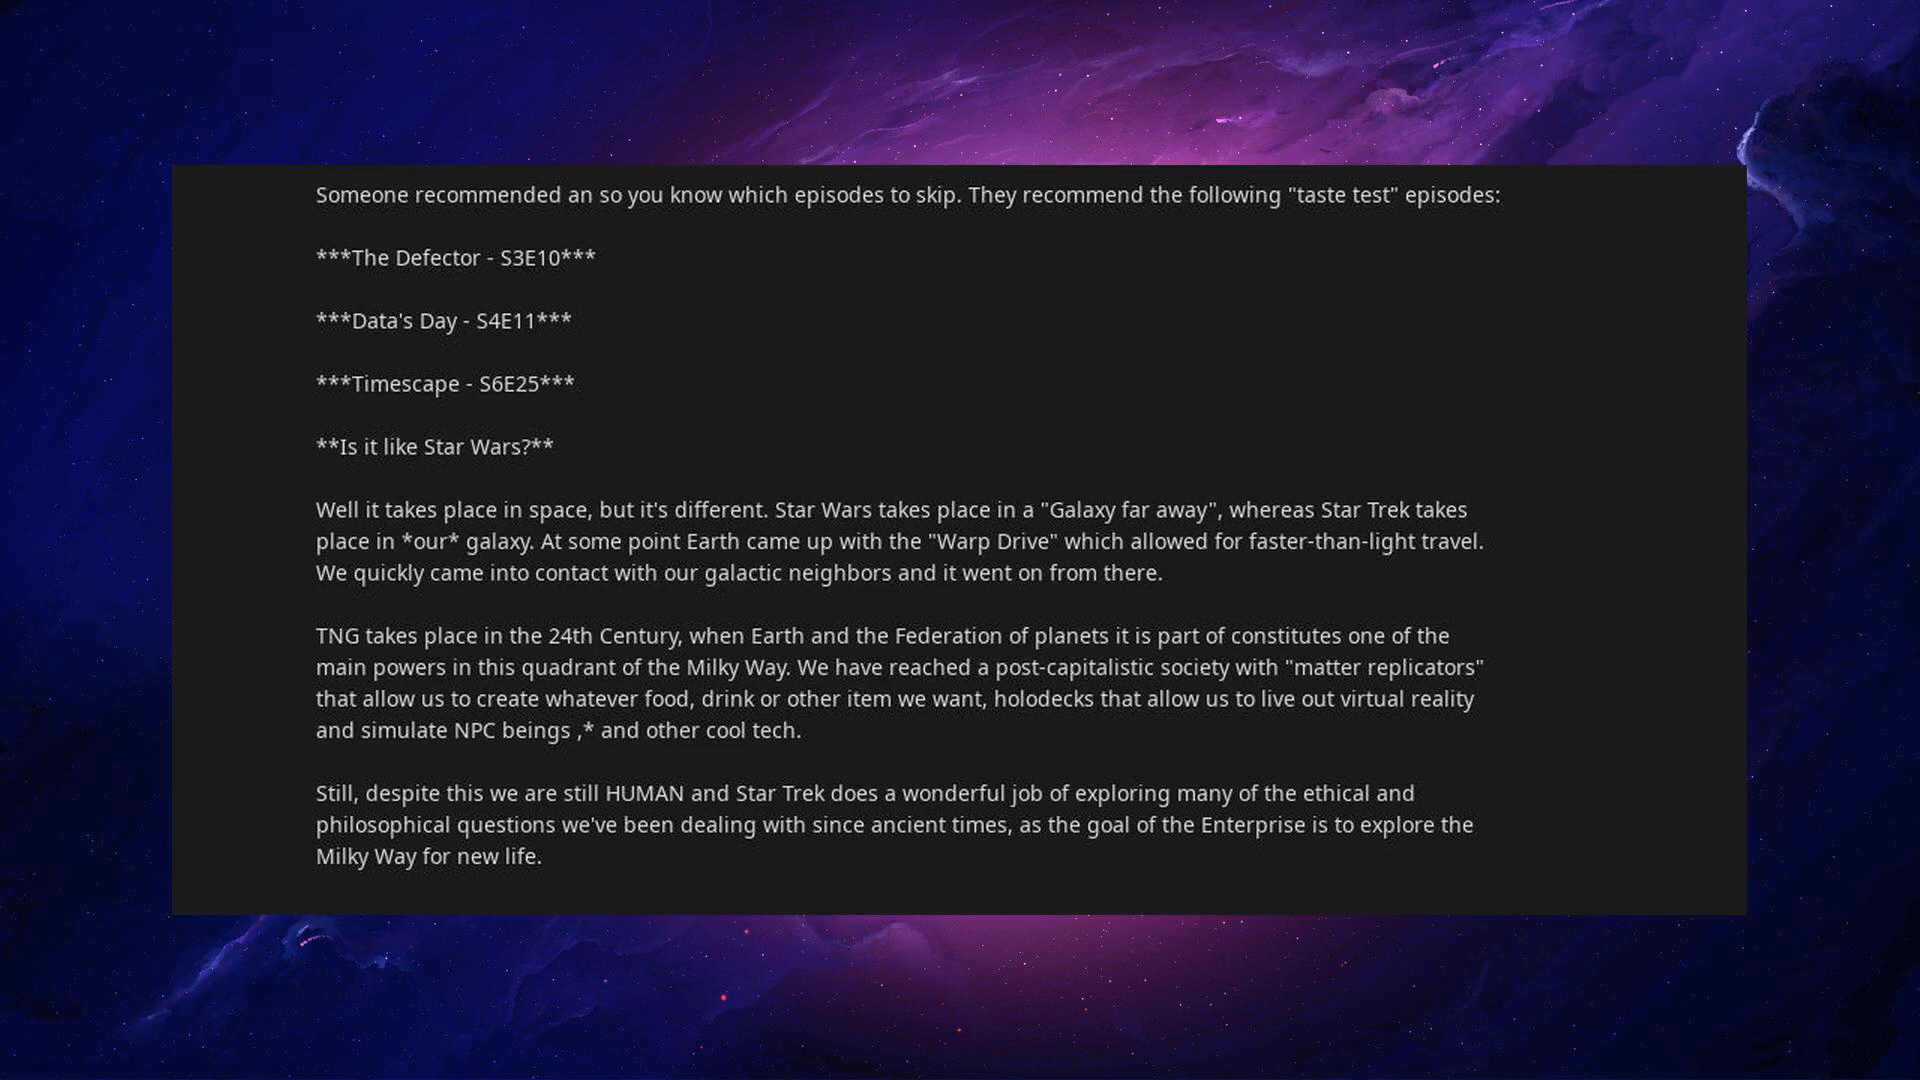 Someone recommended an so you know which episodes to skip. They recommend the following "taste test" episodes:
***The Defector - S3E10***
***Data's Day - S4E11***
***Timescape - S6E25***
**Is it like Star Wars?**
Well it takes place in space, but it's different. Star Wars takes place in a "Galaxy far away", whereas Star Trek takes
place in *our* galaxy. At some point Earth came up with the "Warp Drive" which allowed for faster-than-light travel.
We quickly came into contact with our galactic neighbors and it went on from there.
TNG takes place in the 24th Century, when Earth and the Federation of planets it is part of constitutes one of the
main powers in this quadrant of the Milky Way. We have reached a post-capitalistic society with "matter replicators"
that allow us to create whatever food, drink or other item we want, holodecks that allow us to live out virtual reality
and simulate NPC beings ,* and other cool tech.
Still, despite this we are still HUMAN and Star Trek does a wonderful job of exploring many of the ethical and
philosophical questions we've been dealing with since ancient times, as the goal of the Enterprise is to explore the
Milky Way for new life.